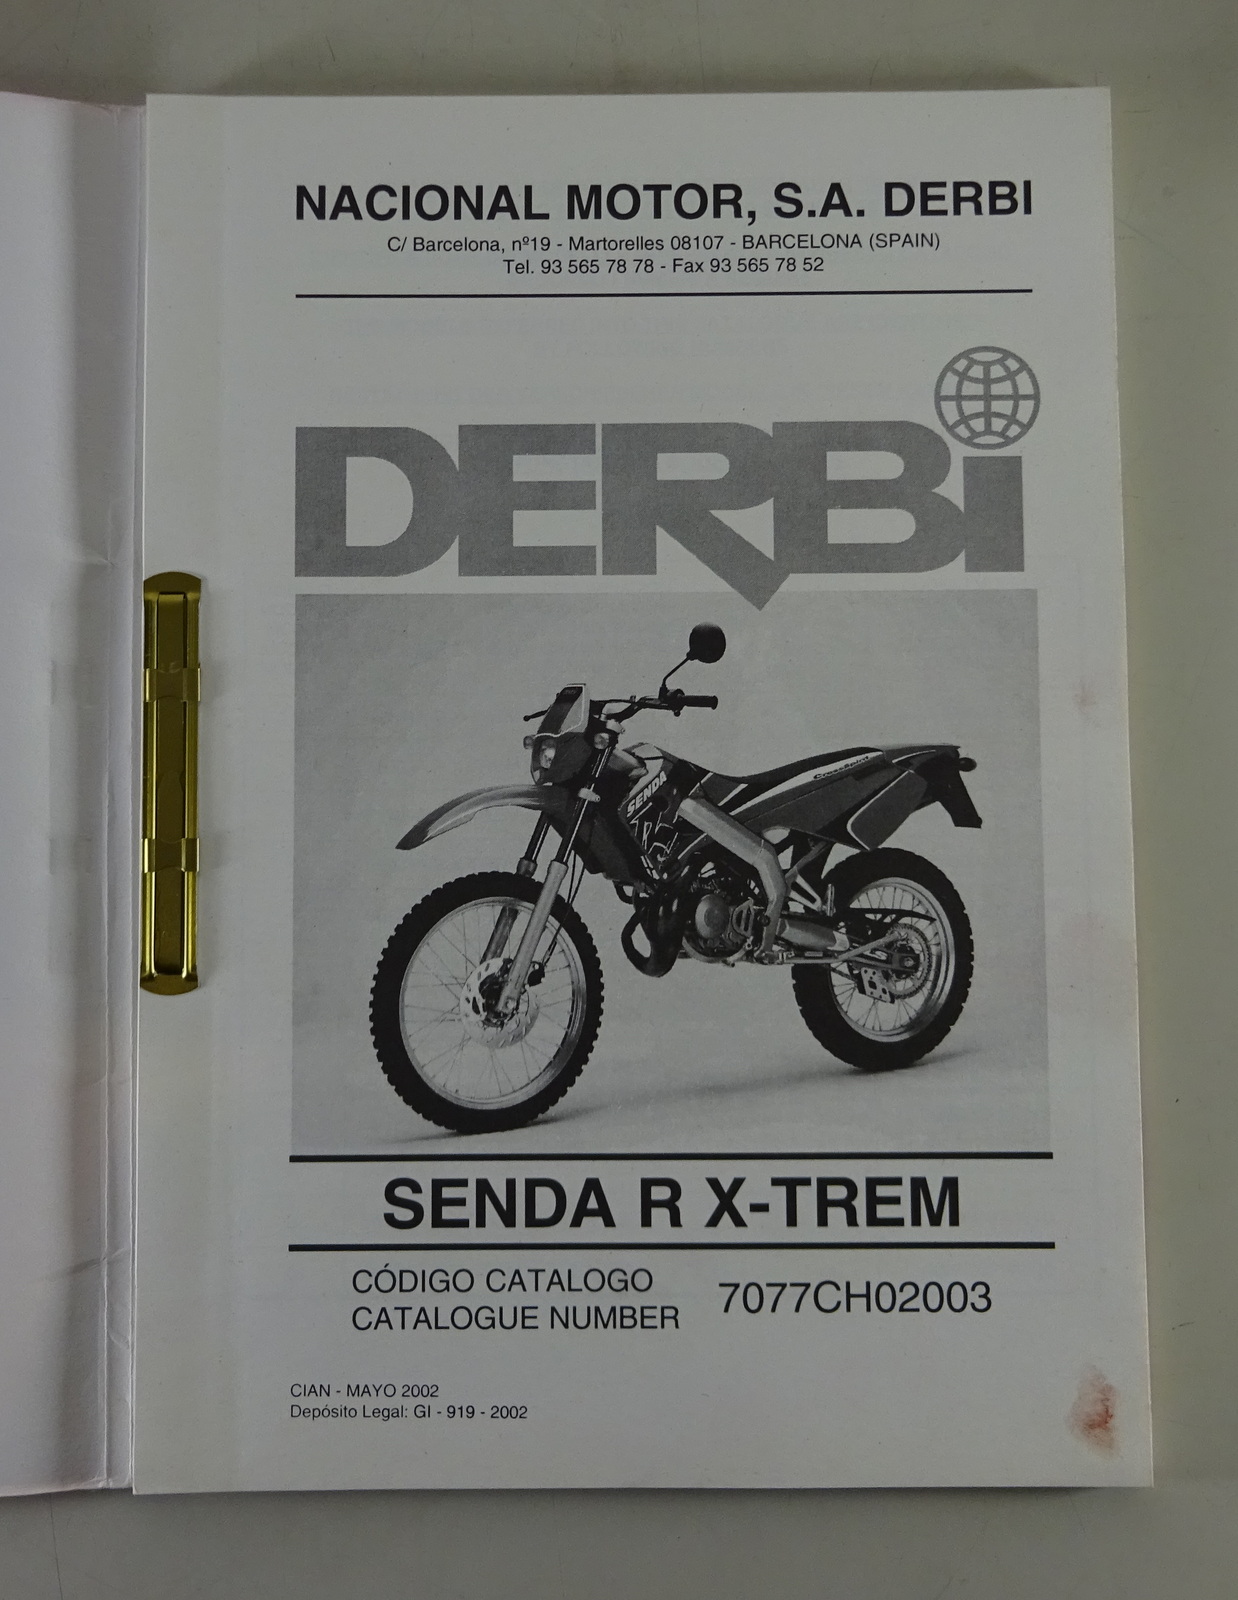 NACIONAL MOTOR, S.A. DERBI
C/ Barcelona, nº19 - Martorelles 08107 - BARCELONA (SPAIN)
Tel. 93 565 78 78 - Fax 93 565 78 52
DERBi
CrossSpirit
SENDA
SENDA R X-TREM
CÓDIGO CATALOGO
CATALOGUE NUMBER
7077CH02003
CIAN - MAYO 2002
Depósito Legal: GI - 919 - 2002